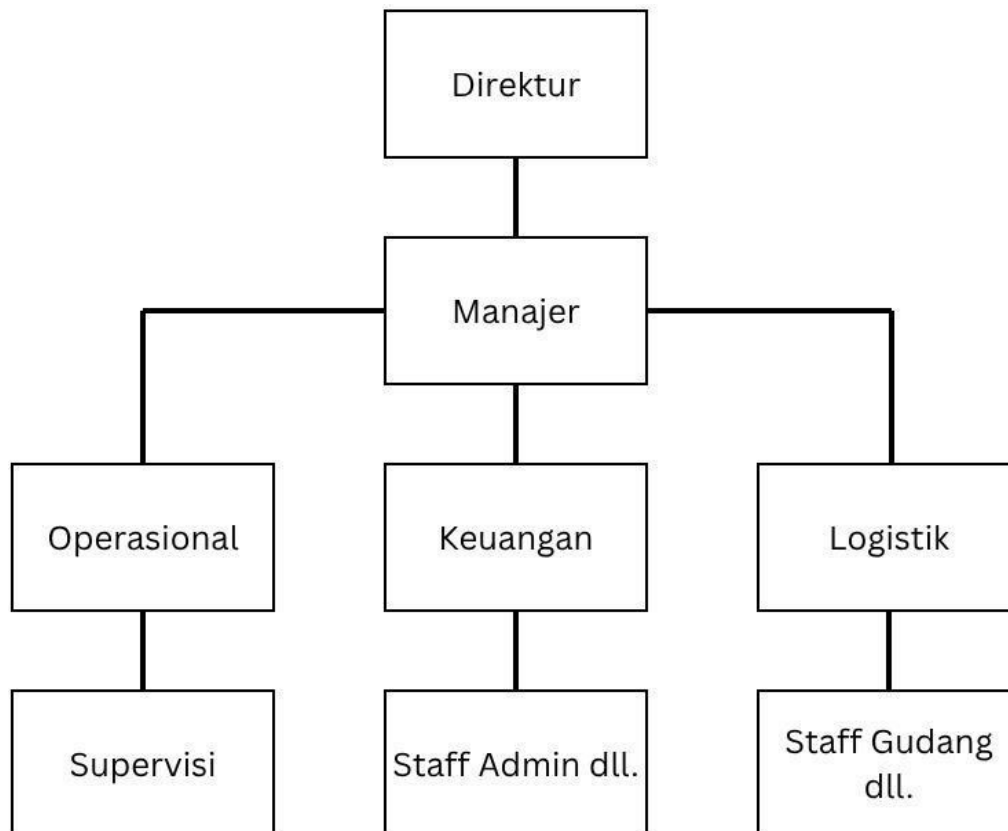 Direktur
Manajer
Operasional
Keuangan
Logistik
Supervisi
Staff Admin dll.
Staff Gudang
dll.